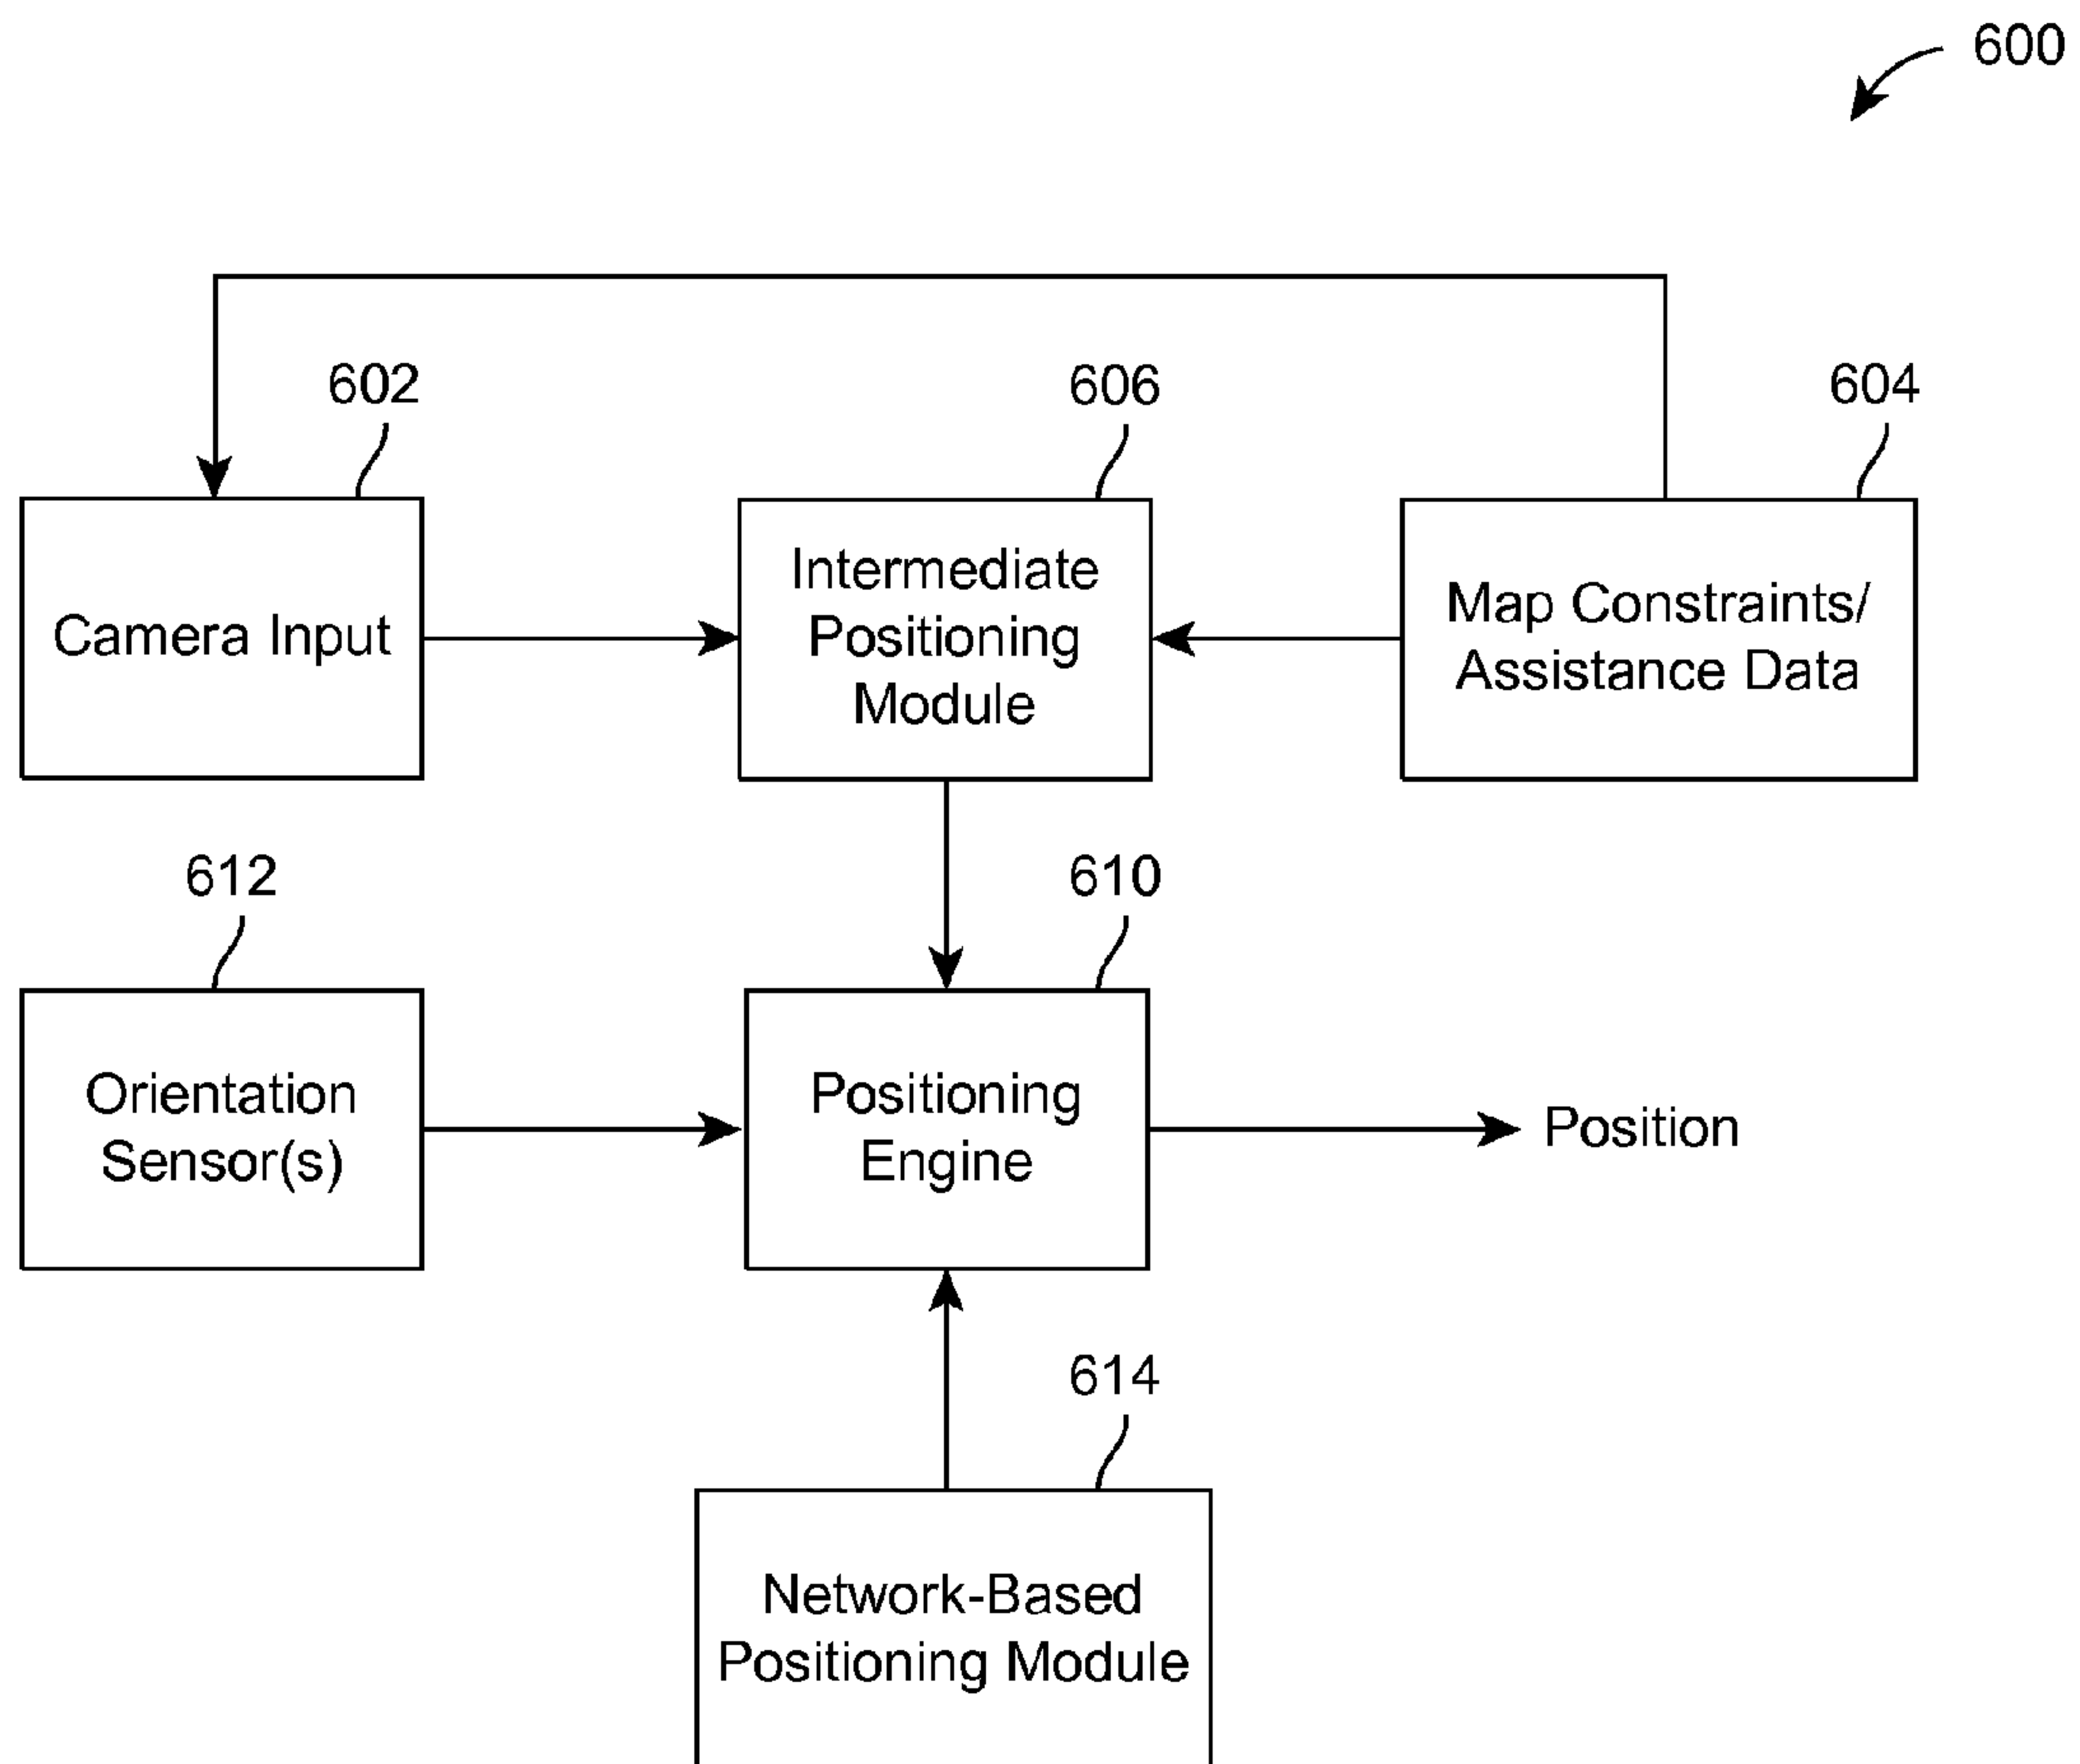 600
602
606
604
Camera Input
Intermediate
Positioning
Module
Map Constraints/
Assistance Data
612
610
Orientation
Sensor(s)
Positioning
Engine
Position
614
Network-Based
Positioning Module